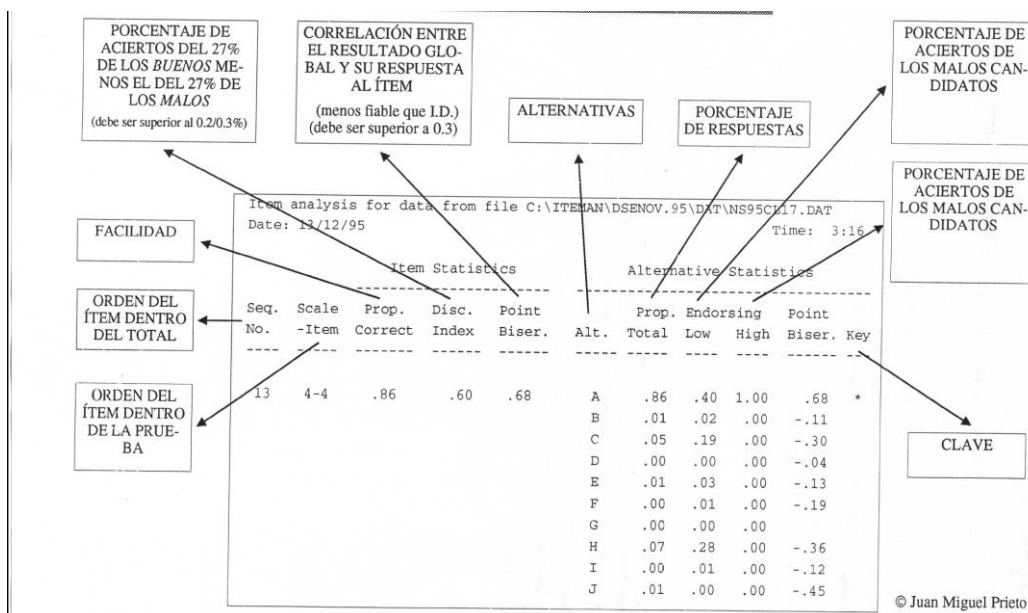 PORCENTAJE DE
ACIERTOS DEL 27%
DE LOS BUENOS ME-
NOS EL DEL 27% DE
LOS MALOS
(debe ser superior al 0.2/0.3%)
CORRELACIÓN ENTRE
EL RESULTADO GLO-
BAL Y SU RESPUESTA
AL ÍTEM
(menos fiable que I.D.)
(debe ser superior a 0.3)
ALTERNATIVAS
PORCENTAJE
DE RESPUESTAS
PORCENTAJE DE
ACIERTOS DE
LOS MALOS CAN-
DIDATOS
PORCENTAJE DE
ACIERTOS DE
LOS MALOS CAN-
DIDATOS
FACILIDAD
ORDEN DEL
ÍTEM DENTRO
DEL TOTAL
ORDEN DEL
ÍTEM DENTRO
DE LA PRUE-
BA
Item analysis for data from file C:\ITEMAN\DSENOV.95\DAT\NS95CL17.DAT
Date: 13/12/95 Time: 3:16
Item Statistics Alternative Statistics
Seq. Scale Prop. Disc. Point Prop. Endorsing Point
No. -Item Correct Index Biser. Alt. Total Low High Biser. Key
13 4-4 .86 .60 .68 A .86 .40 1.00 .68 *
B .01 .02 .00 -.11
C .05 .19 .00 -.30
D .00 .00 .00 -.04
E .01 .03 .00 -.13
F .00 .01 .00 -.19
G .00 .00 .00
H .07 .28 .00 -.36
I .00 .01 .00 -.12
J .01 .00 .00 -.45
CLAVE
© Juan Miguel Prieto